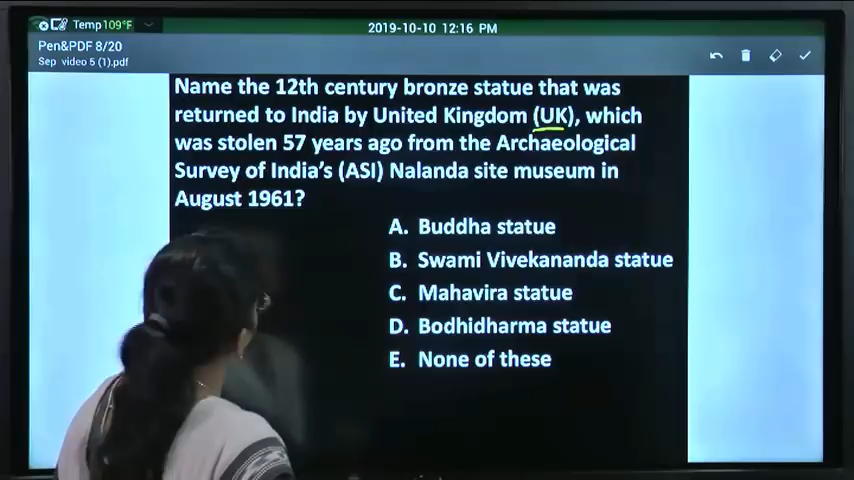 Temp 109°F
2019-10-10 12:16 PM
Pen&PDF 8/20
Sep video 5 (1).pdf
Name the 12th century bronze statue that was
returned to India by United Kingdom (UK), which
was stolen 57 years ago from the Archaeological
Survey of India's (ASI) Nalanda site museum in
August 1961?
A. Buddha statue
B. Swami Vivekananda statue
C. Mahavira statue
D. Bodhidharma statue
E. None of these